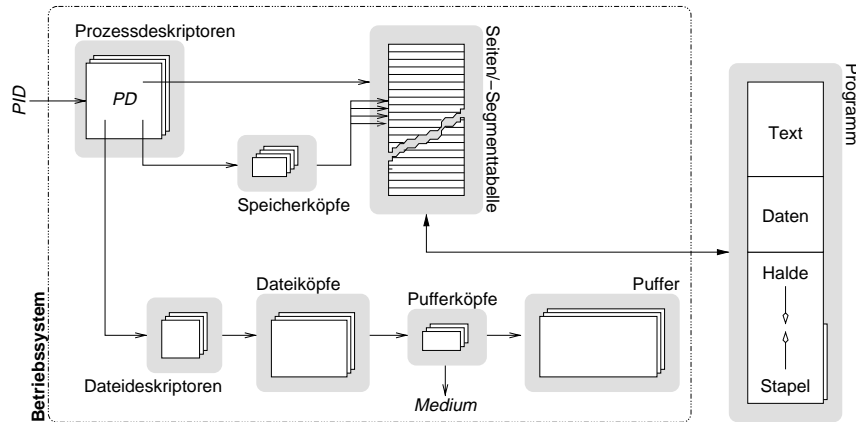 Prozessdeskriptoren
PID
PD
Seiten/−Segmenttabelle
Speicherköpfe
Programm
Text
Daten
Halde
Stapel
Betriebssystem
Dateiköpfe
Pufferköpfe
Puffer
Dateideskriptoren
Medium